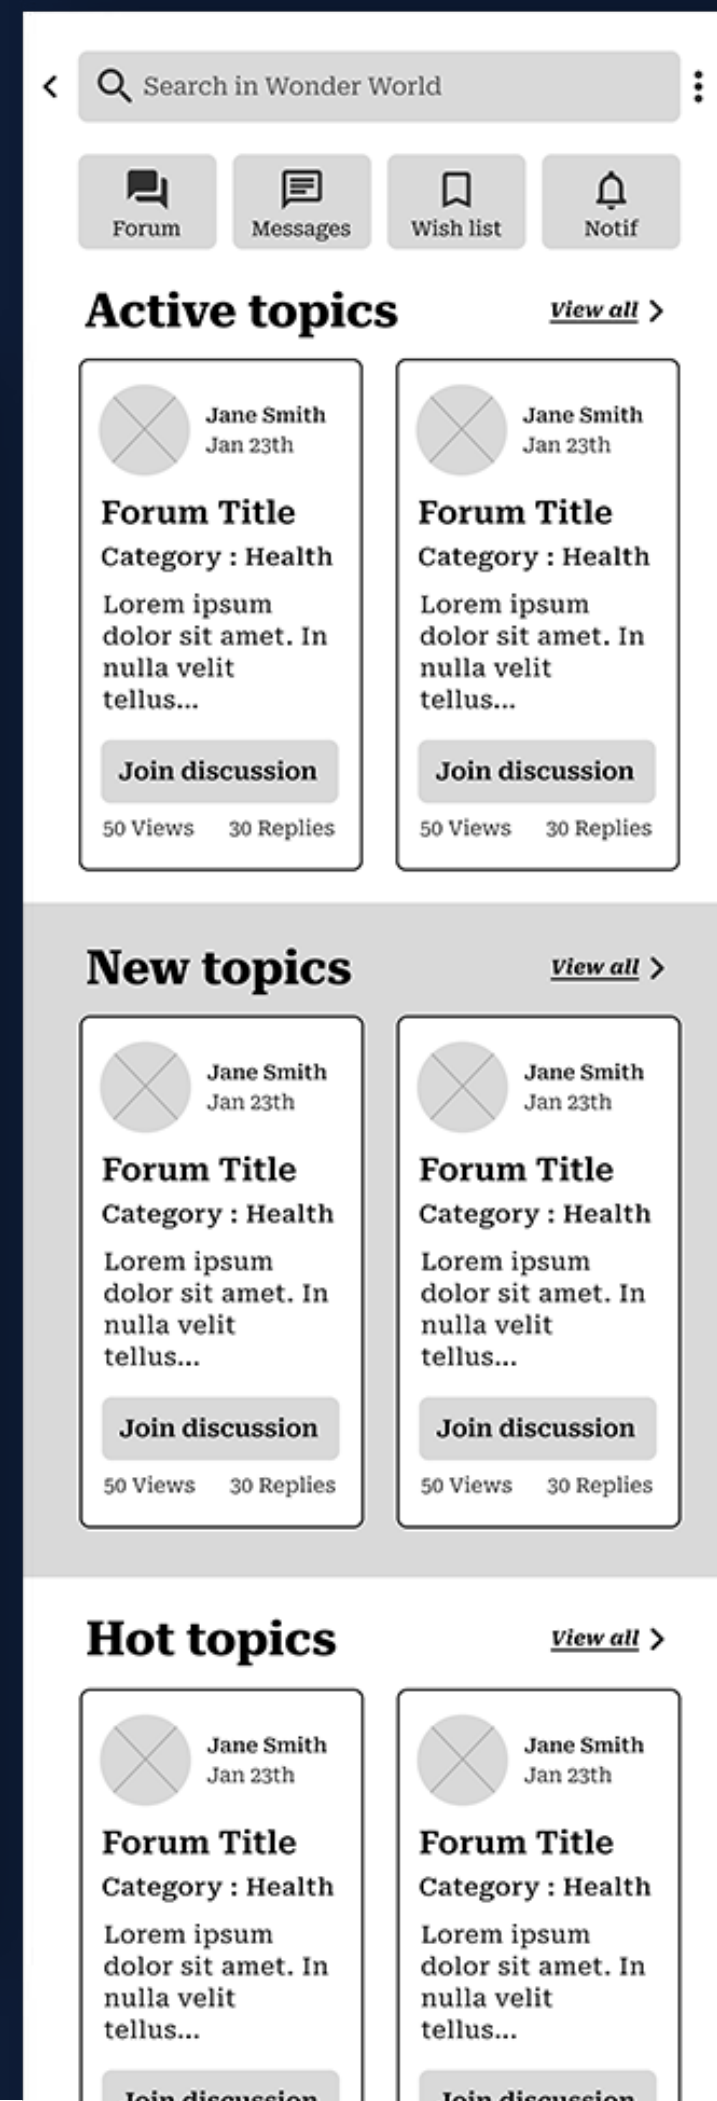 Search in Wonder World
Forum
Messages
Wish list
Notif
Active topics
View all
Jane Smith
Jan 23th
Forum Title
Category : Health
Lorem ipsum
dolor sit amet. In
nulla velit
tellus...
Join discussion
50 Views
30 Replies
Jane Smith
Jan 23th
Forum Title
Category : Health
Lorem ipsum
dolor sit amet. In
nulla velit
tellus...
Join discussion
50 Views
30 Replies
New topics
View all
Jane Smith
Jan 23th
Forum Title
Category : Health
Lorem ipsum
dolor sit amet. In
nulla velit
tellus...
Join discussion
50 Views
30 Replies
Jane Smith
Jan 23th
Forum Title
Category : Health
Lorem ipsum
dolor sit amet. In
nulla velit
tellus...
Join discussion
50 Views
30 Replies
Hot topics
View all
Jane Smith
Jan 23th
Forum Title
Category : Health
Lorem ipsum
dolor sit amet. In
nulla velit
tellus...
Join discussion
Jane Smith
Jan 23th
Forum Title
Category : Health
Lorem ipsum
dolor sit amet. In
nulla velit
tellus...
Join discussion